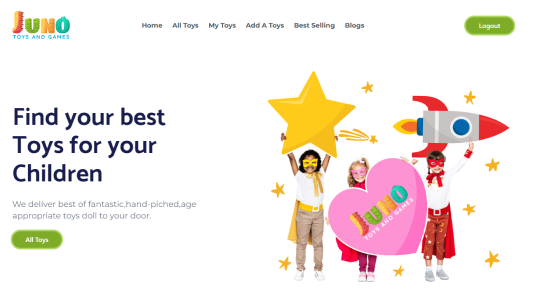 JUNO
TOYS AND GAMES
Home All Toys My Toys Add A Toys Best Selling Blogs
Logout
Find your best
Toys for your
Children
We deliver best of fantastic,hand-piched,age
appropriate toys doll to your door.
All Toys
JUNO
TOYS AND GAMES